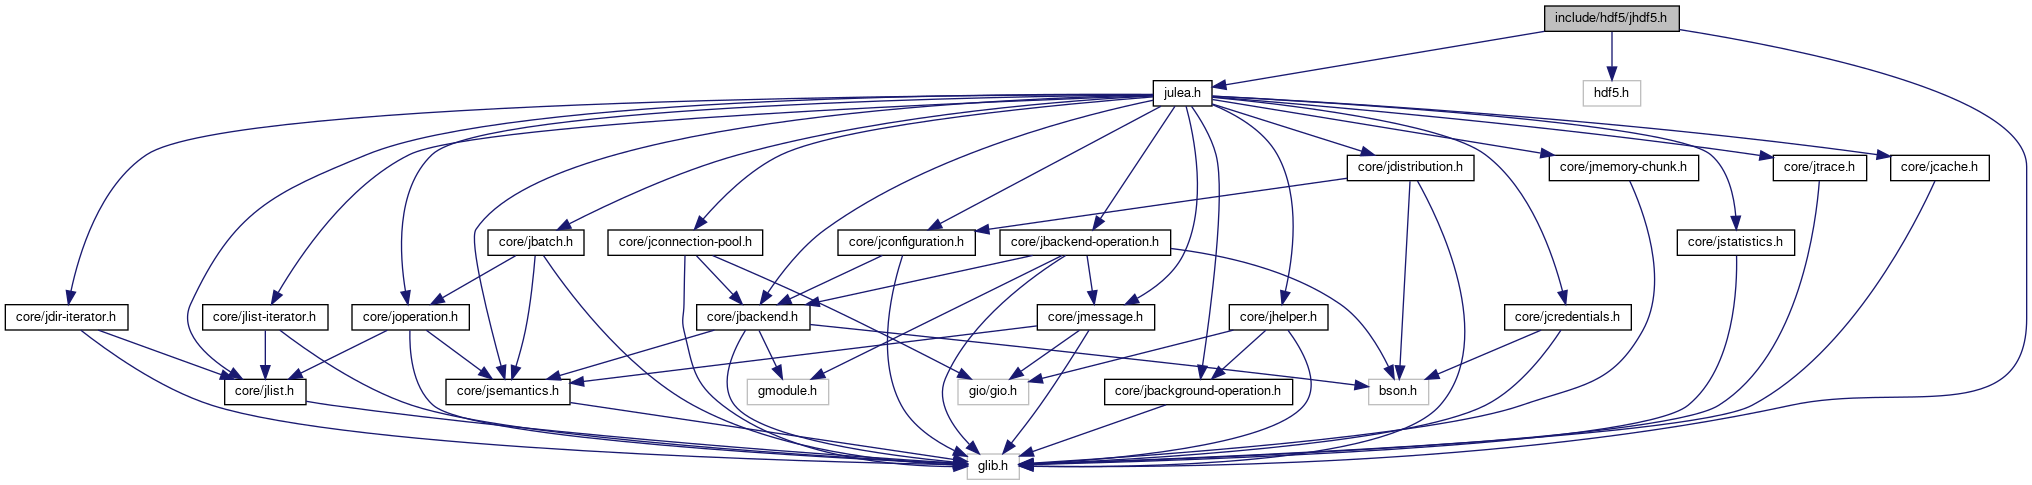 include/hdf5/jhdf5.h
julea.h
hdf5.h
core/jdistribution.h
core/jmemory-chunk.h
core/jtrace.h
core/jcache.h
core/jbatch.h
core/jconnection-pool.h
core/jconfiguration.h
core/jbackend-operation.h
core/jstatistics.h
core/jdir-iterator.h
core/jlist-iterator.h
core/joperation.h
core/jbackend.h
core/jmessage.h
core/jhelper.h
core/jcredentials.h
core/jlist.h
core/jsemantics.h
gmodule.h
gio/gio.h
core/jbackground-operation.h
bson.h
glib.h